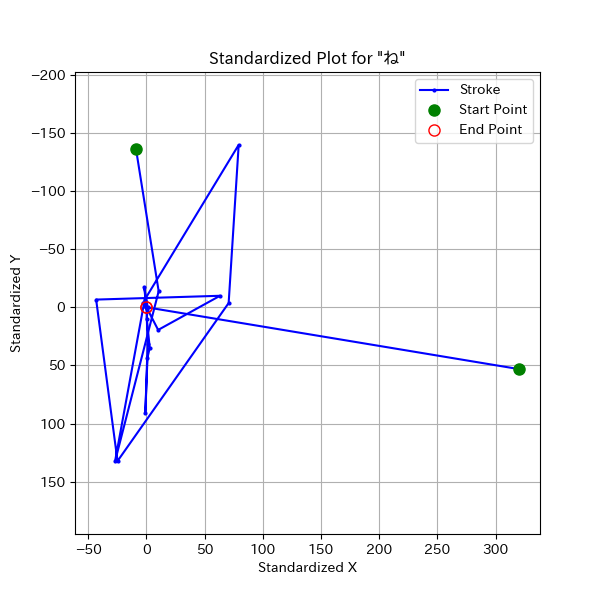 Standardized Plot for "ね"
Stroke
Start Point
End Point
−200
−150
−100
−50
0
50
100
150
Standardized Y
−50 0 50 100 150 200 250 300
Standardized X